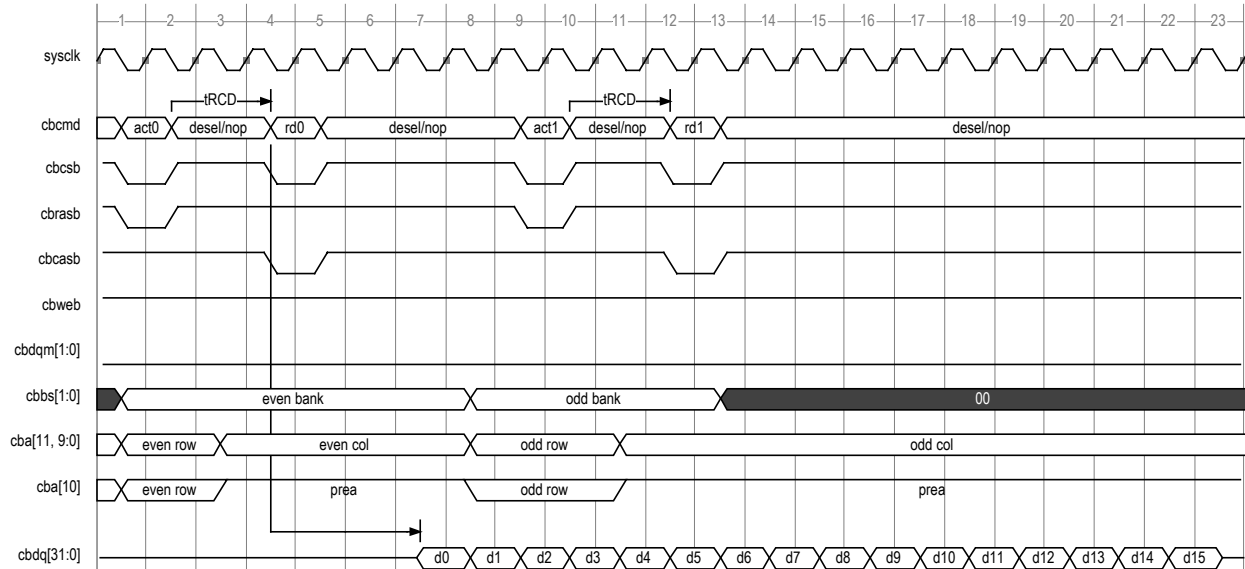 1 2 3 4 5 6 7 8 9 10 11 12 13 14 15 16 17 18 19 20 21 22 23
sysclk
tRCD tRCD
cbcmd act0 desel/nop rd0 desel/nop act1 desel/nop rd1 desel/nop
cbcsb
cbrasb
cbcasb
cbweb
cbdqm[1:0]
cbbs[1:0] even bank odd bank 00
cba[11, 9:0] even row even col odd row odd col
cba[10] even row prea odd row prea
cbdq[31:0] d0 d1 d2 d3 d4 d5 d6 d7 d8 d9 d10 d11 d12 d13 d14 d15